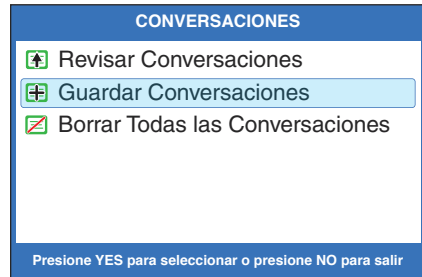 CONVERSACIONES
Revisar Conversaciones
Guardar Conversaciones
Borrar Todas las Conversaciones
Presione YES para seleccionar o presione NO para salir